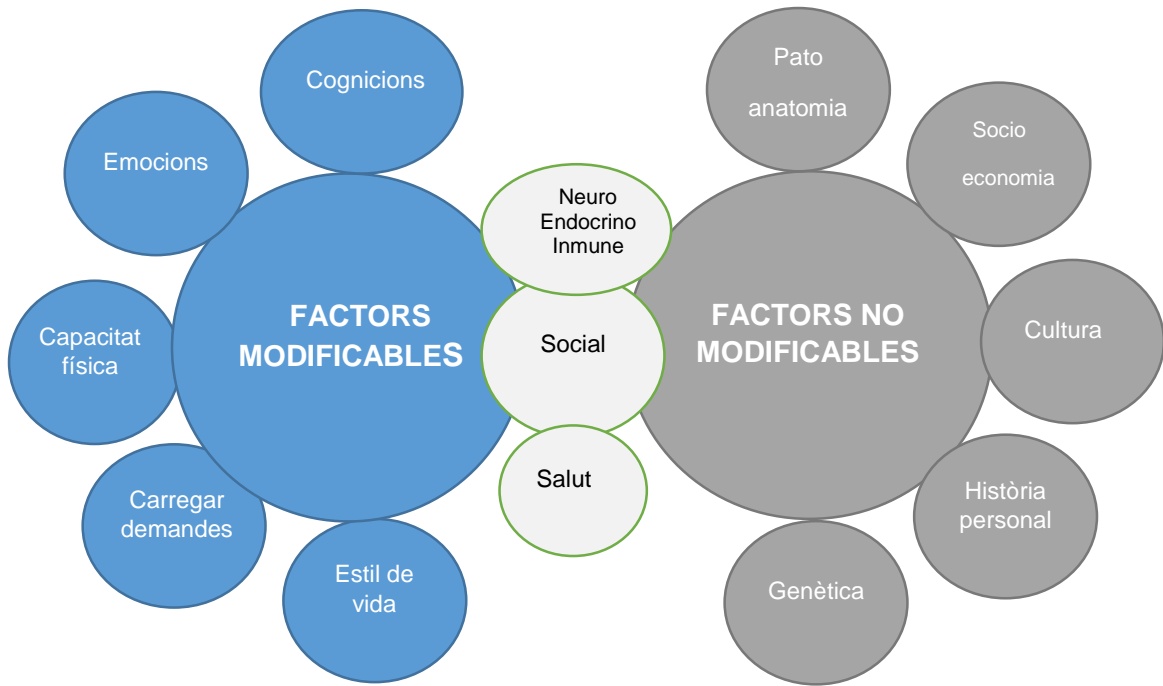 Cognicions
Emocions
Capacitat
física
Carregar
demandes
Estil de
vida
FACTORS
MODIFICABLES
Neuro
Endocrino
Inmune
Social
Salut
FACTORS NO
MODIFICABLES
Pato
anatomia
Socio
economia
Cultura
Història
personal
Genètica